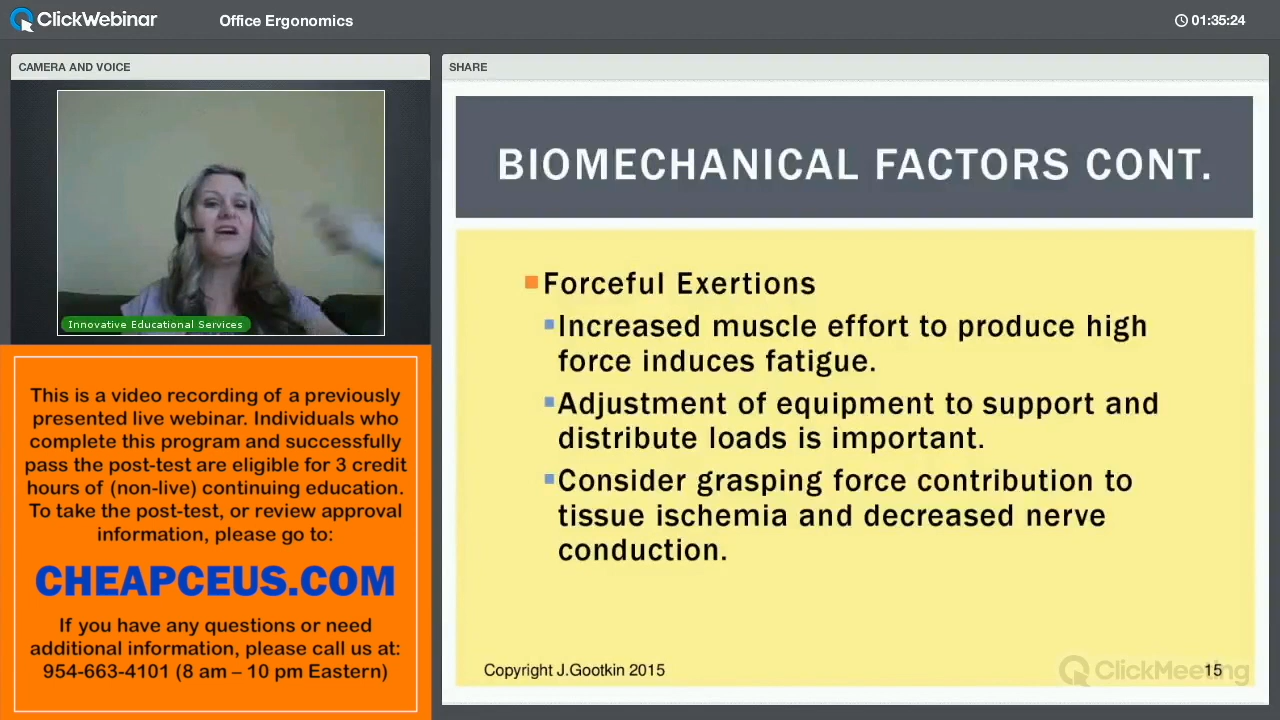 ClickWebinar
Office Ergonomics
01:35:24
CAMERA AND VOICE
Innovative Educational Services
This is a video recording of a previously
presented live webinar. Individuals who
complete this program and successfully
pass the post-test are eligible for 3 credit
hours of (non-live) continuing education.
To take the post-test, or review approval
information, please go to:
CHEAPCEUS.COM
If you have any questions or need
additional information, please call us at:
954-663-4101 (8 am – 10 pm Eastern)
SHARE
BIOMECHANICAL FACTORS CONT.
Forceful Exertions
Increased muscle effort to produce high
force induces fatigue.
Adjustment of equipment to support and
distribute loads is important.
Consider grasping force contribution to
tissue ischemia and decreased nerve
conduction.
Copyright J.Gootkin 2015
ClickMeeting
15